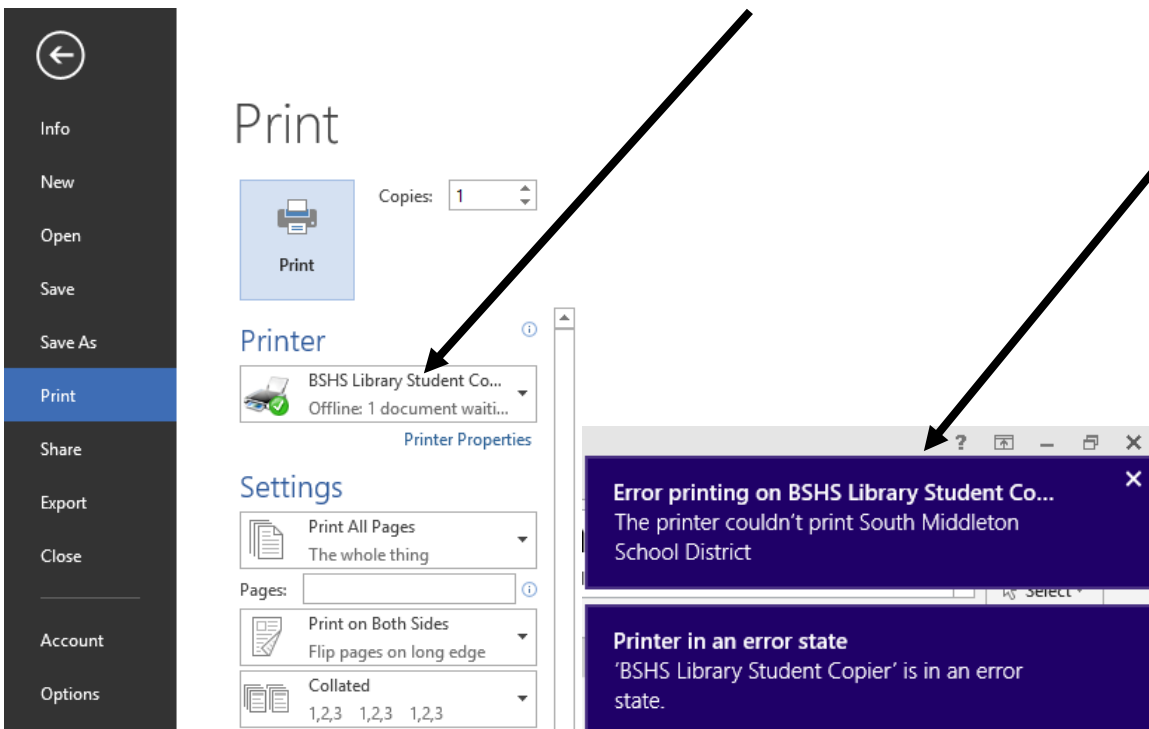 Info
New
Open
Save
Save As
Print
Share
Export
Close
Account
Options
Print
Copies: 1
Print
Printer
BSHS Library Student Co...
Offline: 1 document waiti...
Printer Properties
Settings
Print All Pages
The whole thing
Pages:
Print on Both Sides
Flip pages on long edge
Collated
1,2,3 1,2,3 1,2,3
?
Error printing on BSHS Library Student Co...
The printer couldn't print South Middleton
School District
Select
Printer in an error state
'BSHS Library Student Copier' is in an error
state.